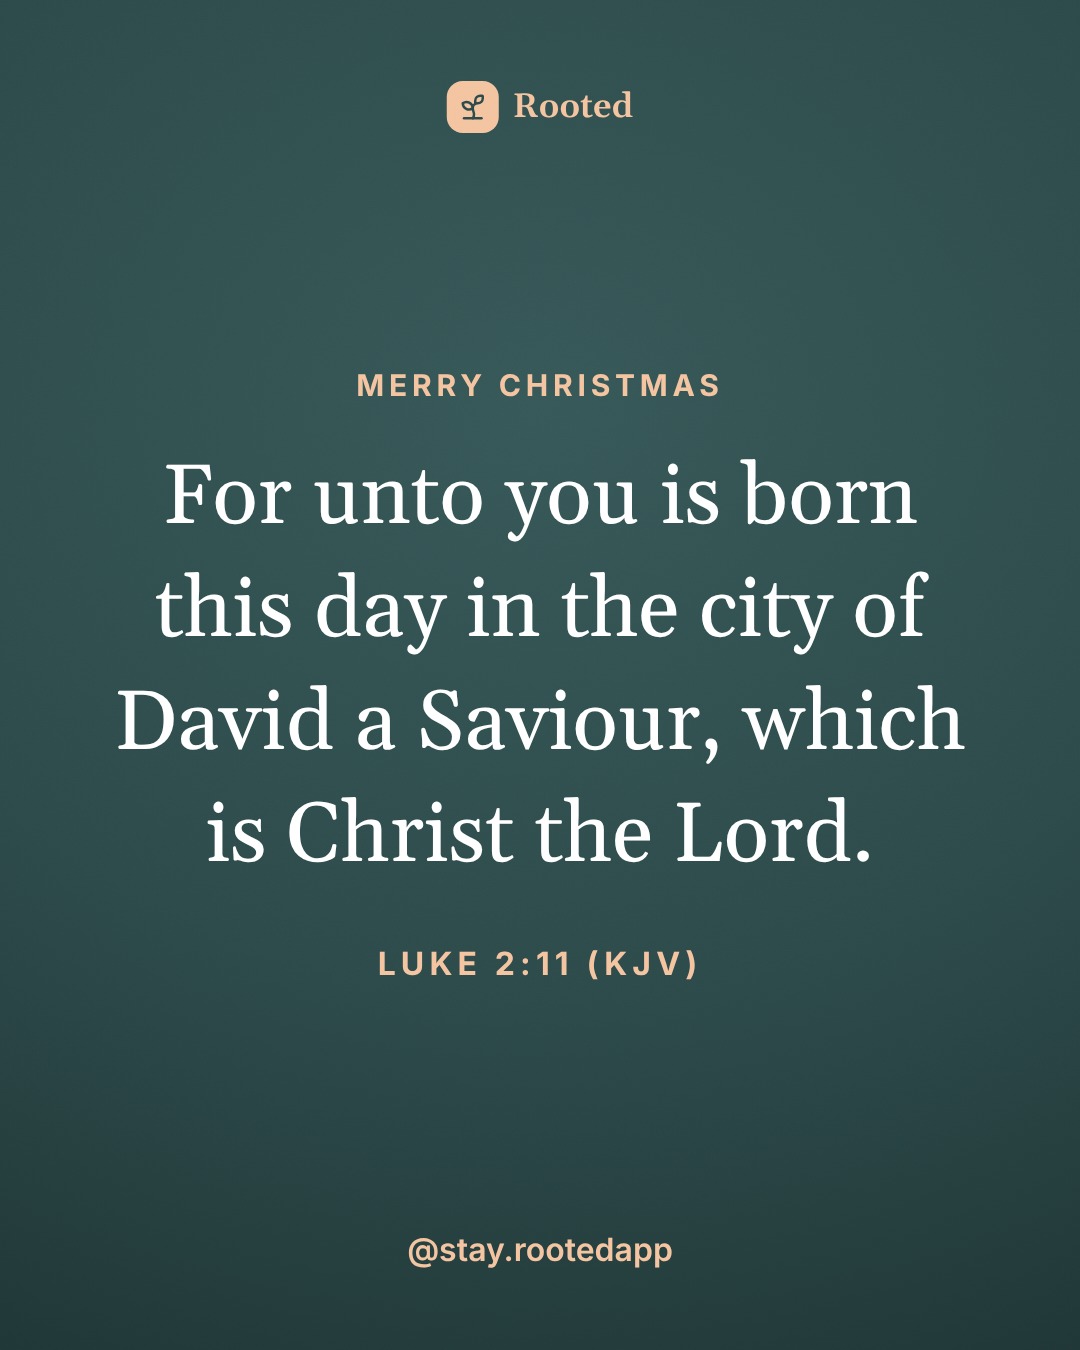 Rooted
MERRY CHRISTMAS
For unto you is born
this day in the city of
David a Saviour, which
is Christ the Lord.
LUKE 2:11 (KJV)
@stay.rootedapp